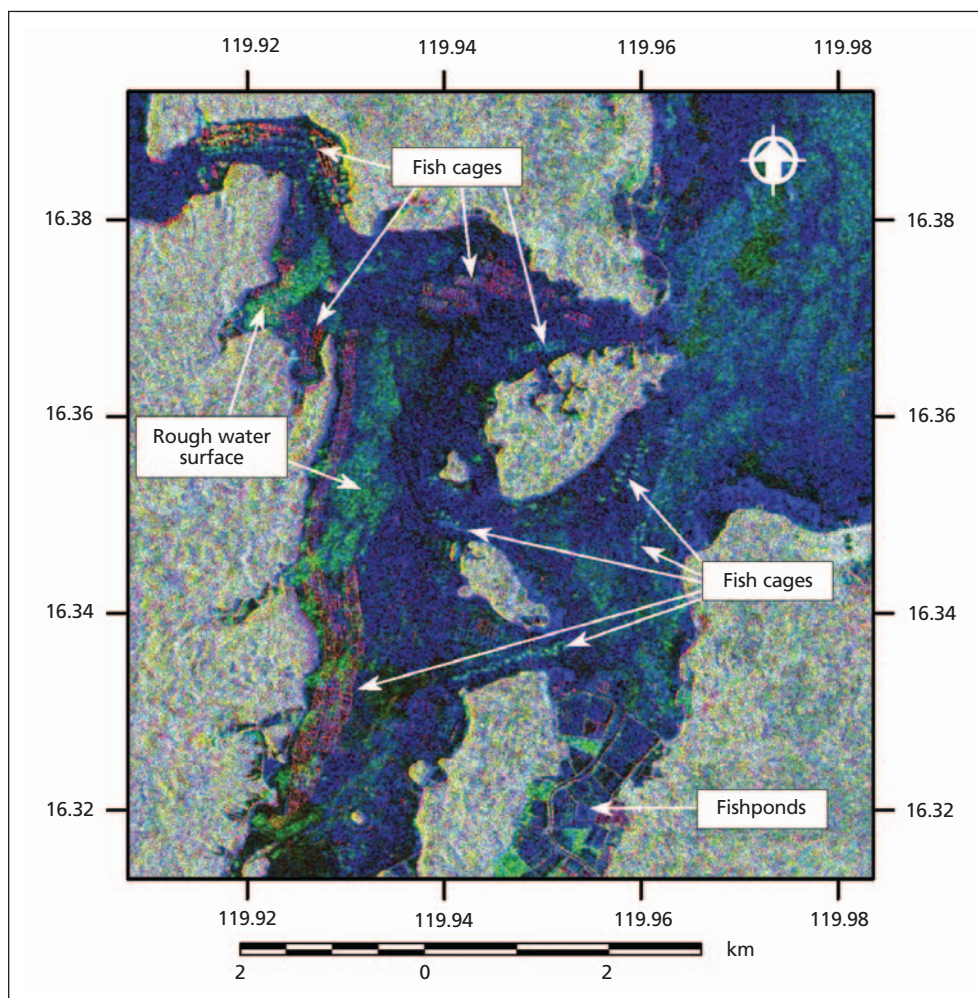 119.92 119.94 119.96 119.98
Fish cages
16.38 16.38
16.36 16.36
Rough water
surface
Fish cages
16.34 16.34
Fishponds
16.32 16.32
119.92 119.94 119.96 119.98
km
2 0 2